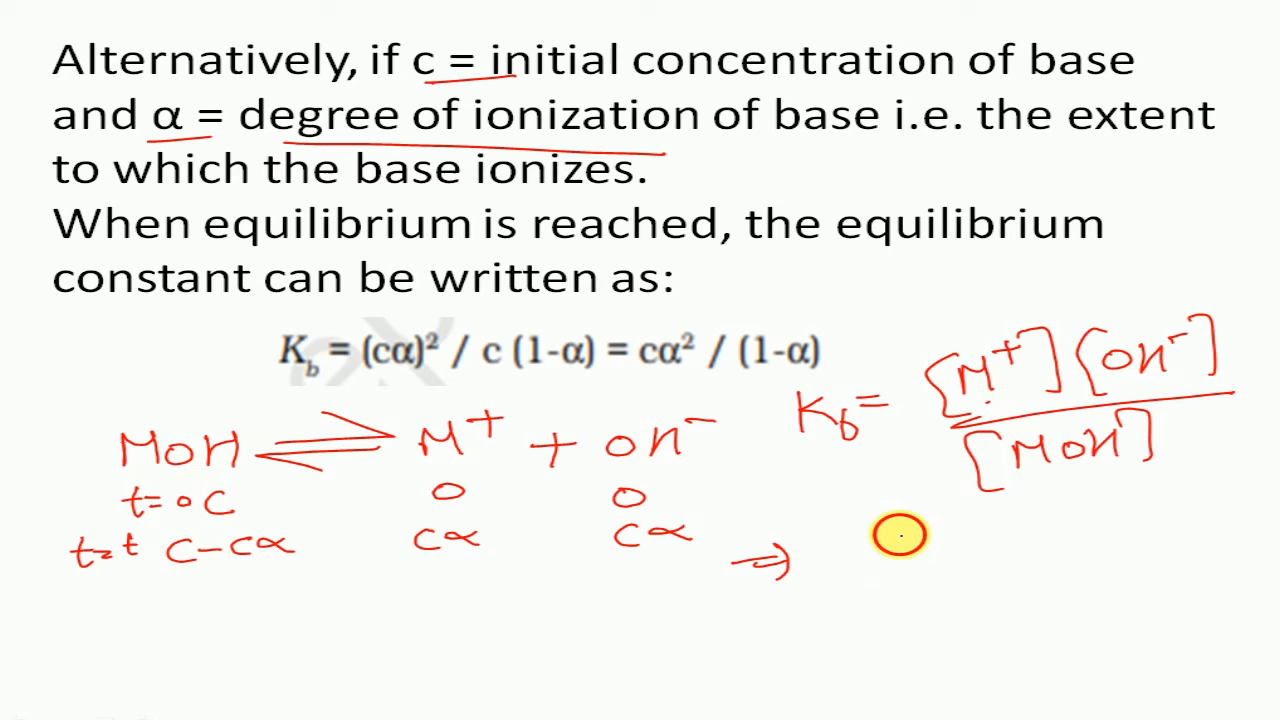 Alternatively, if c = initial concentration of base
and α = degree of ionization of base i.e. the extent
to which the base ionizes.
When equilibrium is reached, the equilibrium
constant can be written as:
K_b = (cα)² / c (1-α) = cα² / (1-α)
K_b = [M⁺] [OH⁻] / [MOH]
MOH ⇌ M⁺ + OH⁻
t=0 C 0 0
t=t C-Cα Cα Cα ⇒